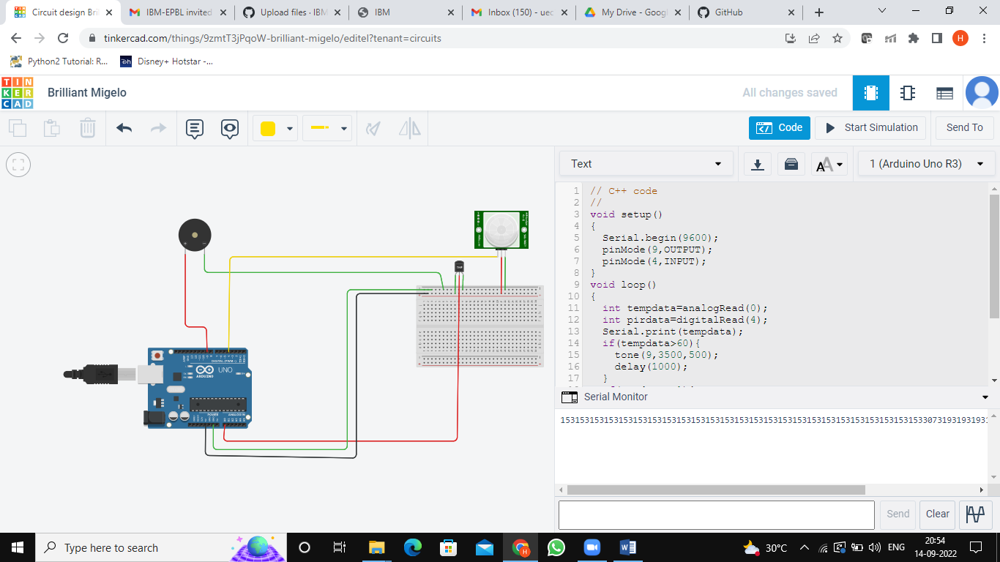 Circuit design Bri
IBM-EPBL invited
Upload files · IBM
IBM
Inbox (150) - uec
My Drive - Goog
GitHub
tinkercad.com/things/9zmtT3jPqoW-brilliant-migelo/editel?tenant=circuits
H
Python2 Tutorial: R...
Disney+ Hotstar -...
TIN
KER
CAD
Brilliant Migelo
All changes saved
Code
Start Simulation
Send To
Text
1 (Arduino Uno R3)
1 // C++ code
2 //
3 void setup()
4 {
5 Serial.begin(9600);
6 pinMode(9,OUTPUT);
7 pinMode(4,INPUT);
8 }
9 void loop()
10 {
11 int tempdata=analogRead(0);
12 int pirdata=digitalRead(4);
13 Serial.print(tempdata);
14 if(tempdata>60){
15 tone(9,3500,500);
16 delay(1000);
17 }
UNO
ARDUINO
DIGITAL (PWM~)
POWER
ANALOG IN
Serial Monitor
Send
Clear
Type here to search
30°C
ENG
20:54
14-09-2022